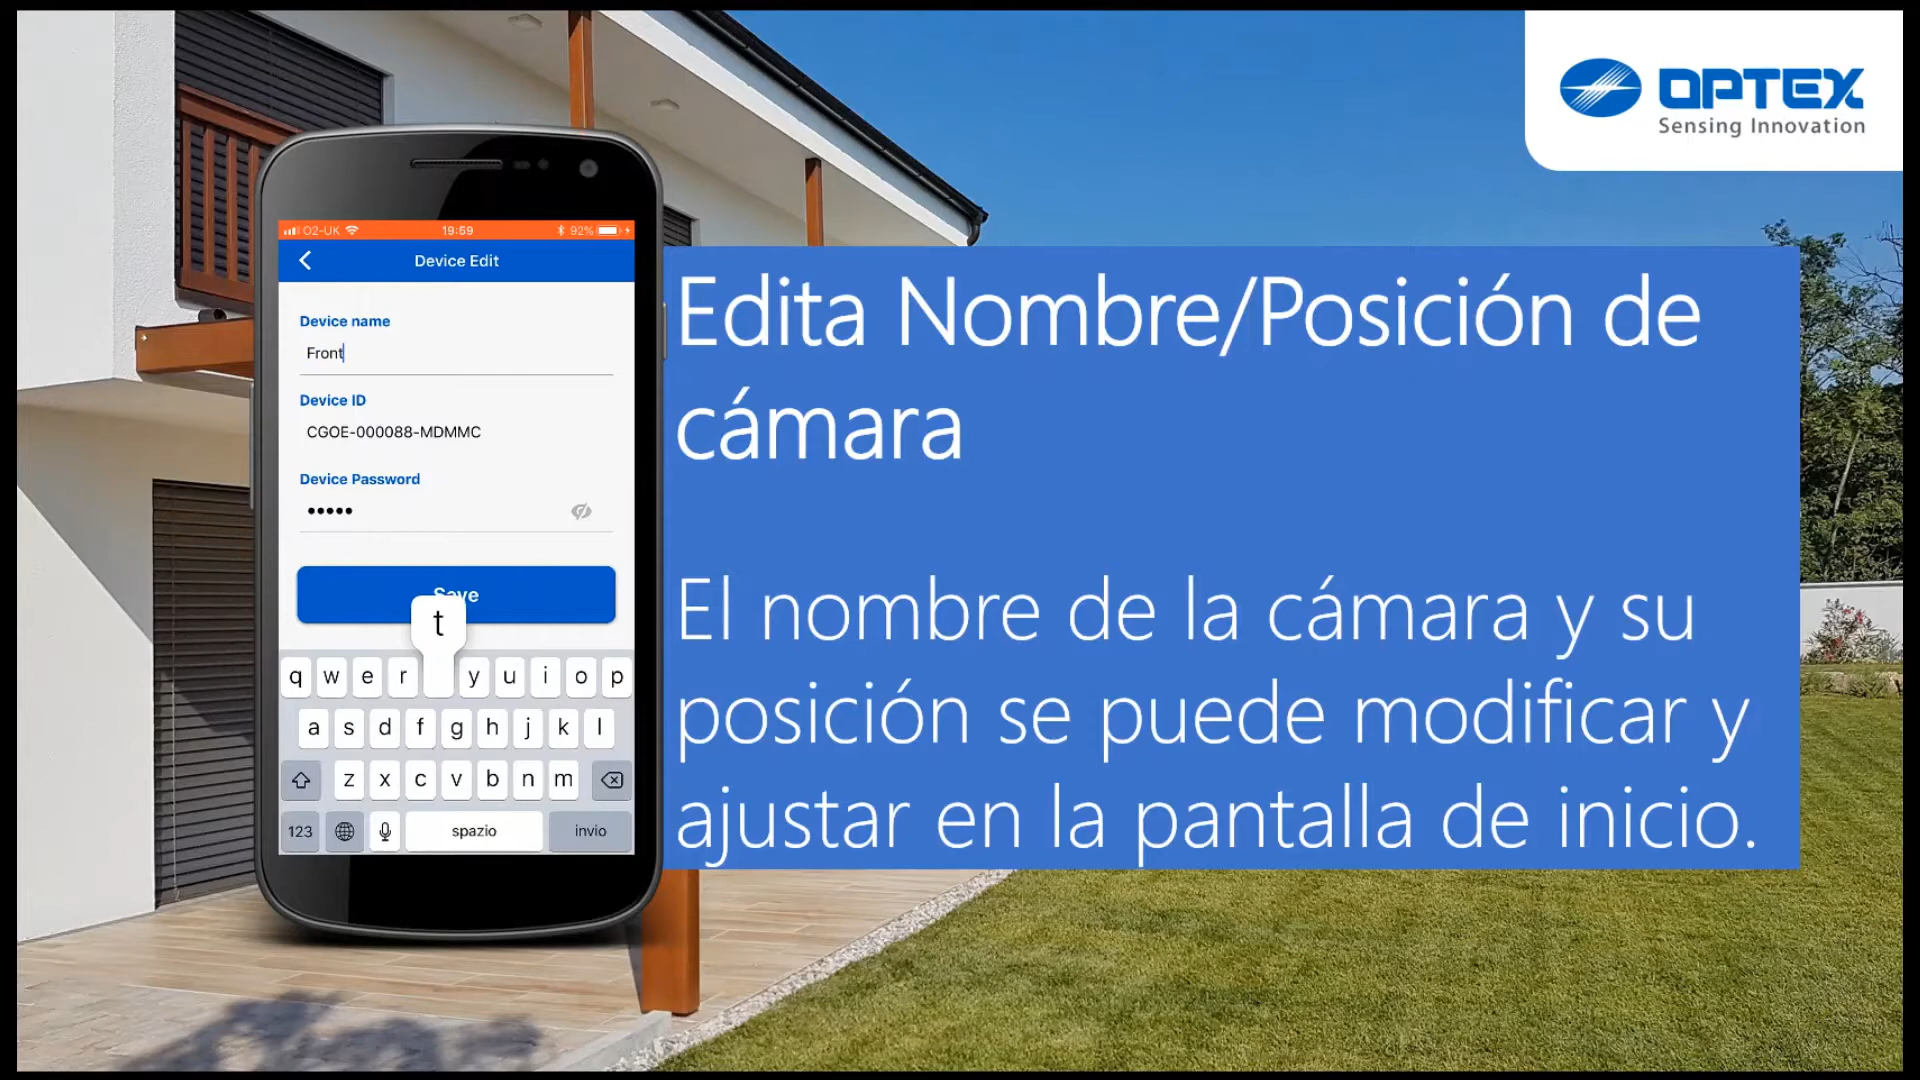 OPTEX
Sensing Innovation
O2-UK 19:59 92%
Device Edit
Device name
Front
Device ID
CGOE-000088-MDMMC
Device Password
•••••
Save
t
q w e r y u i o p
a s d f g h j k l
z x c v b n m
123 spazio invio
Edita Nombre/Posición de
cámara
El nombre de la cámara y su
posición se puede modificar y
ajustar en la pantalla de inicio.